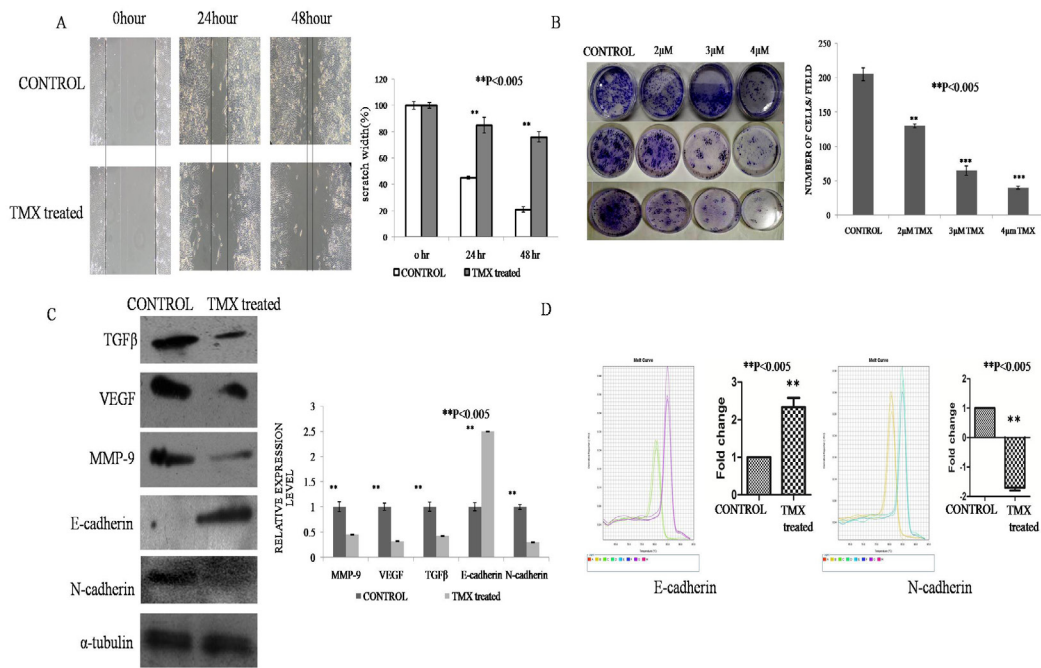 A
0hour
24hour
48hour
CONTROL
TMX treated
**P<0.005
scratch width(%)
120
100
80
60
40
20
0
**
**
o hr
24 hr
48 hr
CONTROL
TMX treated
B
CONTROL
2µM
3µM
4µM
NUMBER OF CELLS/ FIELD
250
200
150
100
50
0
**P<0.005
**
***
***
CONTROL
2µM TMX
3µM TMX
4µm TMX
C
CONTROL
TMX treated
TGFβ
VEGF
MMP-9
E-cadherin
N-cadherin
α-tubulin
RELATIVE EXPRESSION
LEVEL
3
2.5
2
1.5
1
0.5
0
**P<0.005
**
**
**
**
**
MMP-9
VEGF
TGFβ
E-cadherin
N-cadherin
CONTROL
TMX treated
D
Melt Curve
**P<0.005
**
Fold change
3
2
1
0
CONTROL
TMX
treated
E-cadherin
Melt Curve
**P<0.005
**
Fold change
2
1
0
-1
-2
CONTROL
TMX
treated
N-cadherin